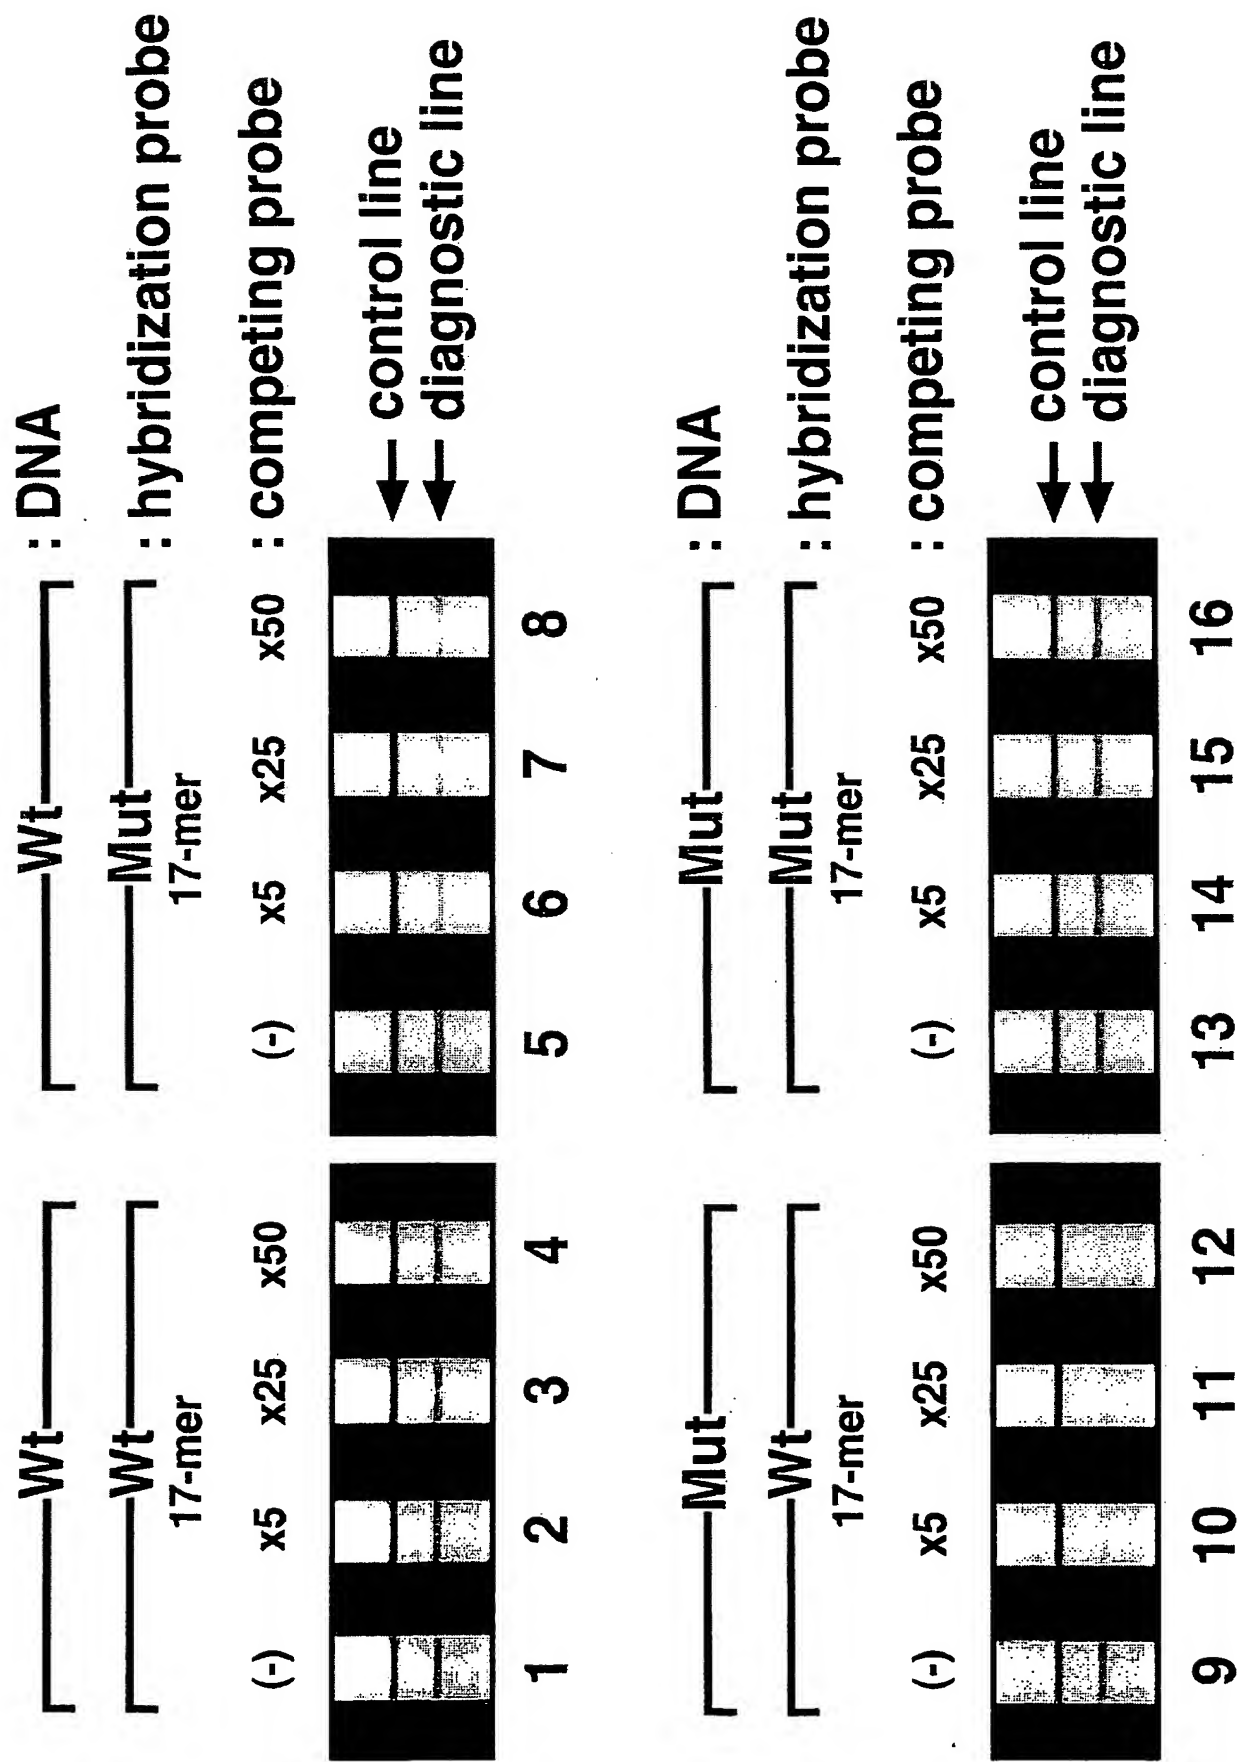 Wt Wt : DNA
Wt Mut : hybridization probe
17-mer 17-mer
(-) x5 x25 x50 (-) x5 x25 x50 : competing probe
control line
diagnostic line
1 2 3 4 5 6 7 8
Mut Mut : DNA
Wt Mut : hybridization probe
17-mer 17-mer
(-) x5 x25 x50 (-) x5 x25 x50 : competing probe
control line
diagnostic line
9 10 11 12 13 14 15 16